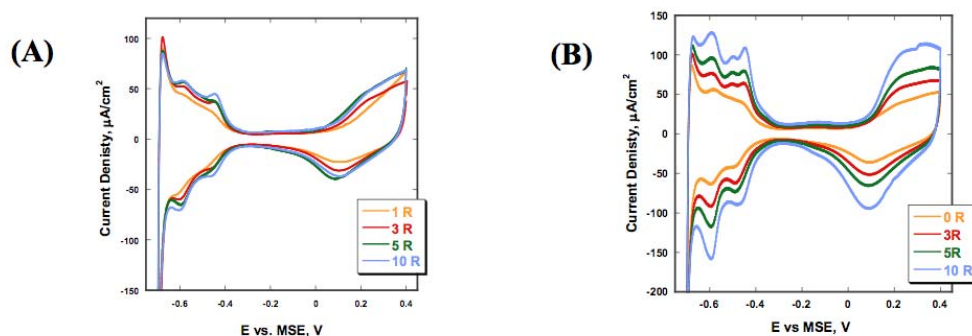 (A)
Current Denisty, µA/cm²
100
50
0
-50
-100
-150
-0.6
-0.4
-0.2
0
0.2
0.4
E vs. MSE, V
1 R
3 R
5 R
10 R
(B)
Current Denisty, µA/cm²
150
100
50
0
-50
-100
-150
-200
-0.6
-0.4
-0.2
0
0.2
0.4
E vs MSE, V
0 R
3R
5R
10 R